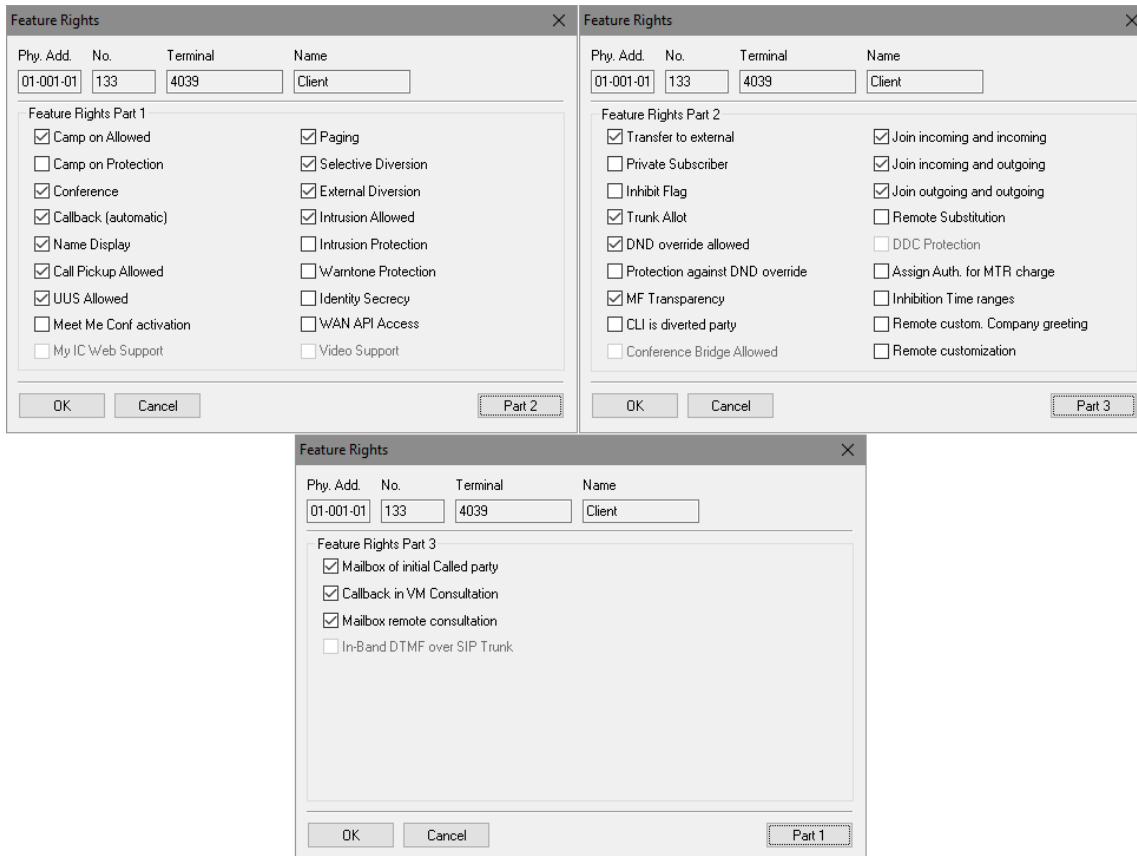 Feature Rights
Phy. Add. No. Terminal Name
01-001-01 133 4039 Client
Feature Rights Part 1
Camp on Allowed Paging
Camp on Protection Selective Diversion
Conference External Diversion
Callback (automatic) Intrusion Allowed
Name Display Intrusion Protection
Call Pickup Allowed Warntone Protection
UUS Allowed Identity Secrecy
Meet Me Conf activation WAN API Access
My IC Web Support Video Support
OK Cancel Part 2
Feature Rights
Phy. Add. No. Terminal Name
01-001-01 133 4039 Client
Feature Rights Part 2
Transfer to external Join incoming and incoming
Private Subscriber Join incoming and outgoing
Inhibit Flag Join outgoing and outgoing
Trunk Allot Remote Substitution
DND override allowed DDC Protection
Protection against DND override Assign Auth. for MTR charge
MF Transparency Inhibition Time ranges
CLI is diverted party Remote custom. Company greeting
Conference Bridge Allowed Remote customization
OK Cancel Part 3
Feature Rights
Phy. Add. No. Terminal Name
01-001-01 133 4039 Client
Feature Rights Part 3
Mailbox of initial Called party
Callback in VM Consultation
Mailbox remote consultation
In-Band DTMF over SIP Trunk
OK Cancel Part 1